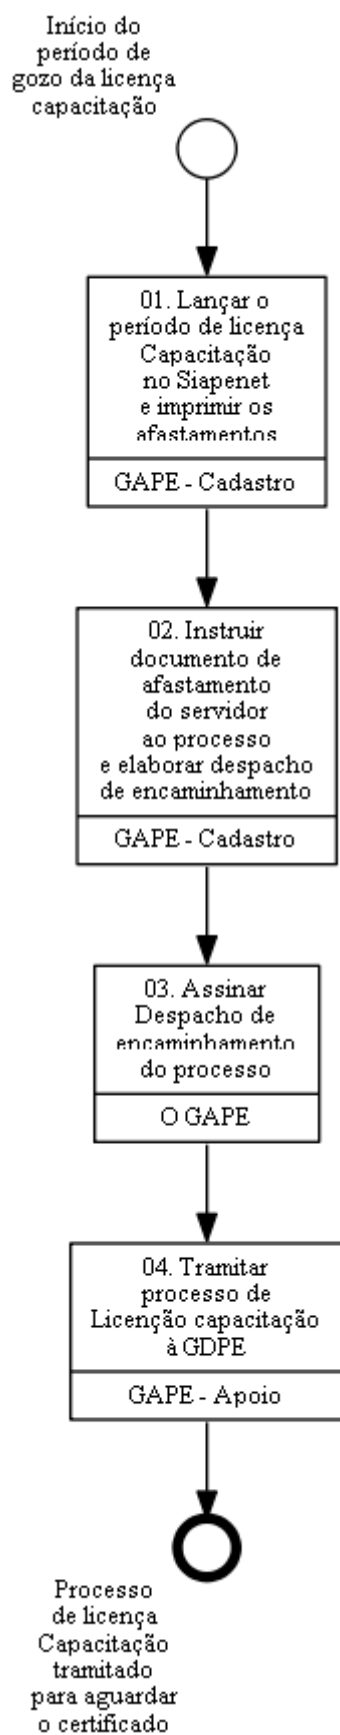 Início do
período de
gozo da licença
capacitação
01. Lançar o
período de licença
Capacitação
no Siapenet
e imprimir os
afastamentos
GAPE - Cadastro
02. Instruir
documento de
afastamento
do servidor
ao processo
e elaborar despacho
de encaminhamento
GAPE - Cadastro
03. Assinar
Despacho de
encaminhamento
do processo
O GAPE
04. Tramitar
processo de
Licenção capacitação
à GDPE
GAPE - Apoio
Processo
de licença
Capacitação
tramitado
para aguardar
o certificado